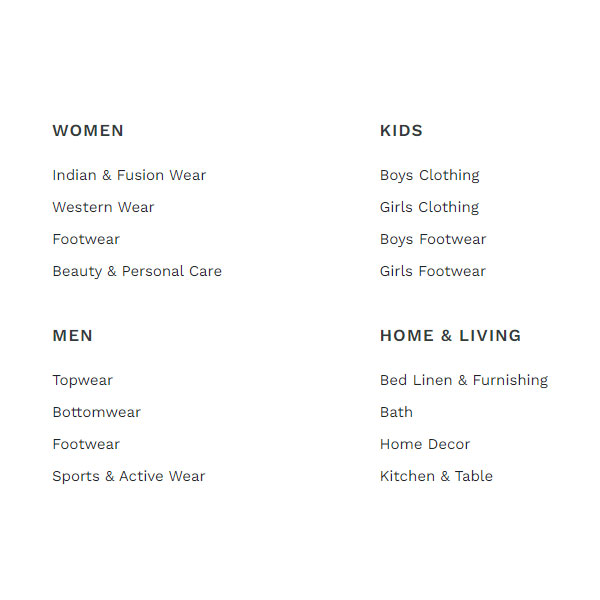 WOMEN
Indian & Fusion Wear
Western Wear
Footwear
Beauty & Personal Care
KIDS
Boys Clothing
Girls Clothing
Boys Footwear
Girls Footwear
MEN
Topwear
Bottomwear
Footwear
Sports & Active Wear
HOME & LIVING
Bed Linen & Furnishing
Bath
Home Decor
Kitchen & Table